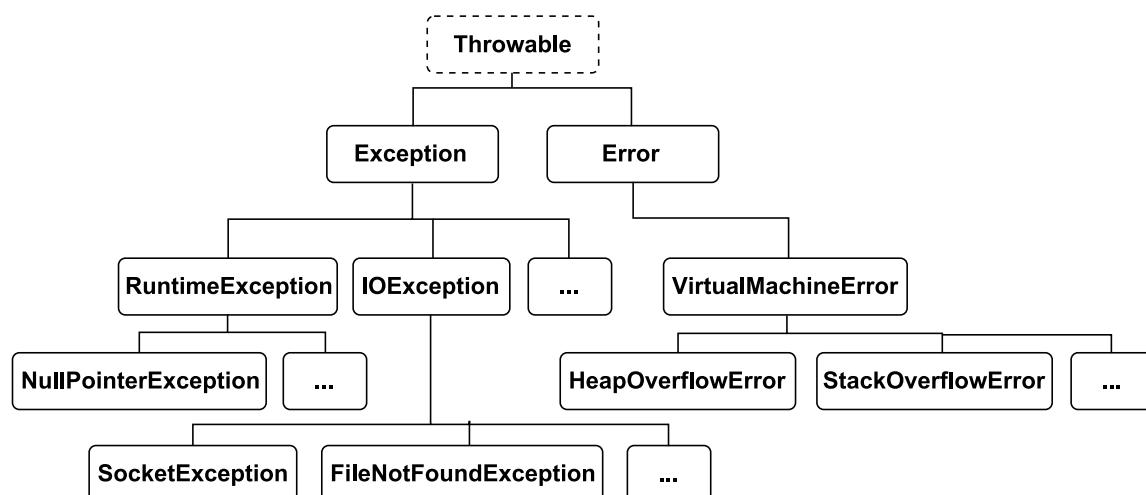 Throwable
Exception
Error
RuntimeException
IOException
...
VirtualMachineError
NullPointerException
...
HeapOverflowError
StackOverflowError
...
SocketException
FileNotFoundException
...